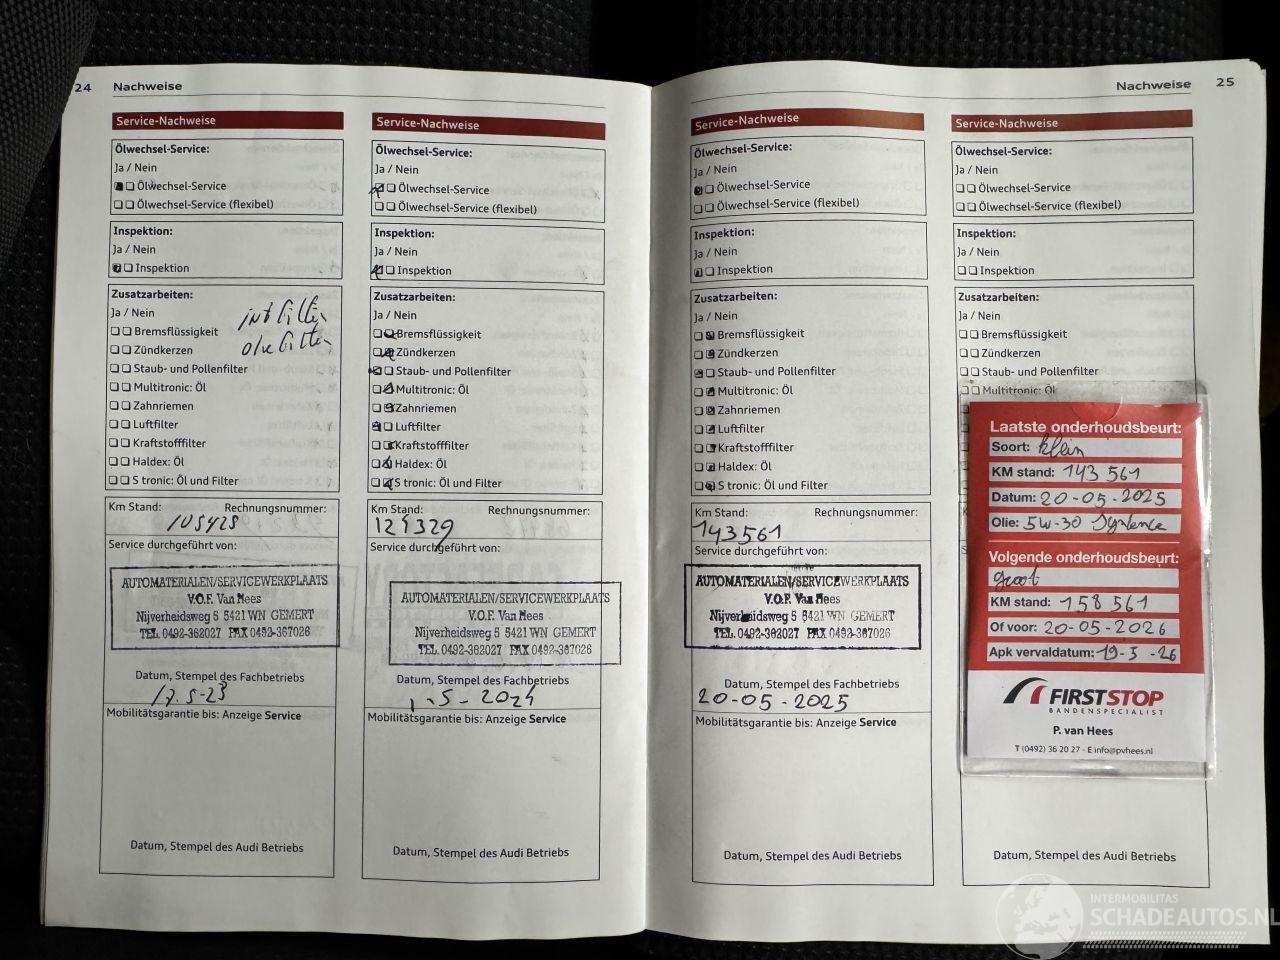 24 Nachweise
Service-Nachweise
Ölwechsel-Service:
Ja / Nein
Ölwechsel-Service
Ölwechsel-Service (flexibel)
Inspektion:
Ja / Nein
Inspektion
Zusatzarbeiten:
Ja / Nein
Bremsflüssigkeit
Zündkerzen
Staub- und Pollenfilter
Multitronic: Öl
Zahnriemen
Luftfilter
Kraftstofffilter
Haldex: Öl
S tronic: Öl und Filter
Km Stand: Rechnungsnummer:
105428
Service durchgeführt von:
AUTOMATERIALEN/SERVICEWERKPLAATS
V.O.F. Van Hees
Nijverheidsweg 5 5421 WN GEMERT
TEL. 0492-362027 FAX 0492-367026
Datum, Stempel des Fachbetriebs
17.5-23
Mobilitätsgarantie bis: Anzeige Service
Datum, Stempel des Audi Betriebs
Service-Nachweise
Ölwechsel-Service:
Ja / Nein
Ölwechsel-Service
Ölwechsel-Service (flexibel)
Inspektion:
Ja / Nein
Inspektion
Zusatzarbeiten:
Ja / Nein
Bremsflüssigkeit
Zündkerzen
Staub- und Pollenfilter
Multitronic: Öl
Zahnriemen
Luftfilter
Kraftstofffilter
Haldex: Öl
S tronic: Öl und Filter
Km Stand: Rechnungsnummer:
121329
Service durchgeführt von:
AUTOMATERIALEN/SERVICEWERKPLAATS
V.O.F. Van Hees
Nijverheidsweg 5 5421 WN GEMERT
TEL. 0492-362027 FAX 0492-367026
Datum, Stempel des Fachbetriebs
1-5-2024
Mobilitätsgarantie bis: Anzeige Service
Datum, Stempel des Audi Betriebs
Nachweise 25
Service-Nachweise
Ölwechsel-Service:
Ja / Nein
Ölwechsel-Service
Ölwechsel-Service (flexibel)
Inspektion:
Ja / Nein
Inspektion
Zusatzarbeiten:
Ja / Nein
Bremsflüssigkeit
Zündkerzen
Staub- und Pollenfilter
Multitronic: Öl
Zahnriemen
Luftfilter
Kraftstofffilter
Haldex: Öl
S tronic: Öl und Filter
Km Stand: Rechnungsnummer:
143561
Service durchgeführt von:
AUTOMATERIALEN/SERVICEWERKPLAATS
V.O.F. Van Hees
Nijverheidsweg 5 5421 WN GEMERT
TEL. 0492-362027 FAX 0492-367026
Datum, Stempel des Fachbetriebs
20-05-2025
Mobilitätsgarantie bis: Anzeige Service
Datum, Stempel des Audi Betriebs
Service-Nachweise
Ölwechsel-Service:
Ja / Nein
Ölwechsel-Service
Ölwechsel-Service (flexibel)
Inspektion:
Ja / Nein
Inspektion
Zusatzarbeiten:
Ja / Nein
Bremsflüssigkeit
Zündkerzen
Staub- und Pollenfilter
Multitronic: Öl
Laatste onderhoudsbeurt:
Soort: klein
KM stand: 143 561
Datum: 20-05-2025
Olie: 5W-30
Volgende onderhoudsbeurt:
groot
KM stand: 158 561
Of voor: 20-05-2026
Apk vervaldatum: 19-5-26
FIRSTSTOP
BANDENSPECIALIST
P. van Hees
T (0492) 36 20 27 - E info@pvhees.nl
Datum, Stempel des Audi Betriebs
INTERMOBILITAS
SCHADEAUTOS.NL